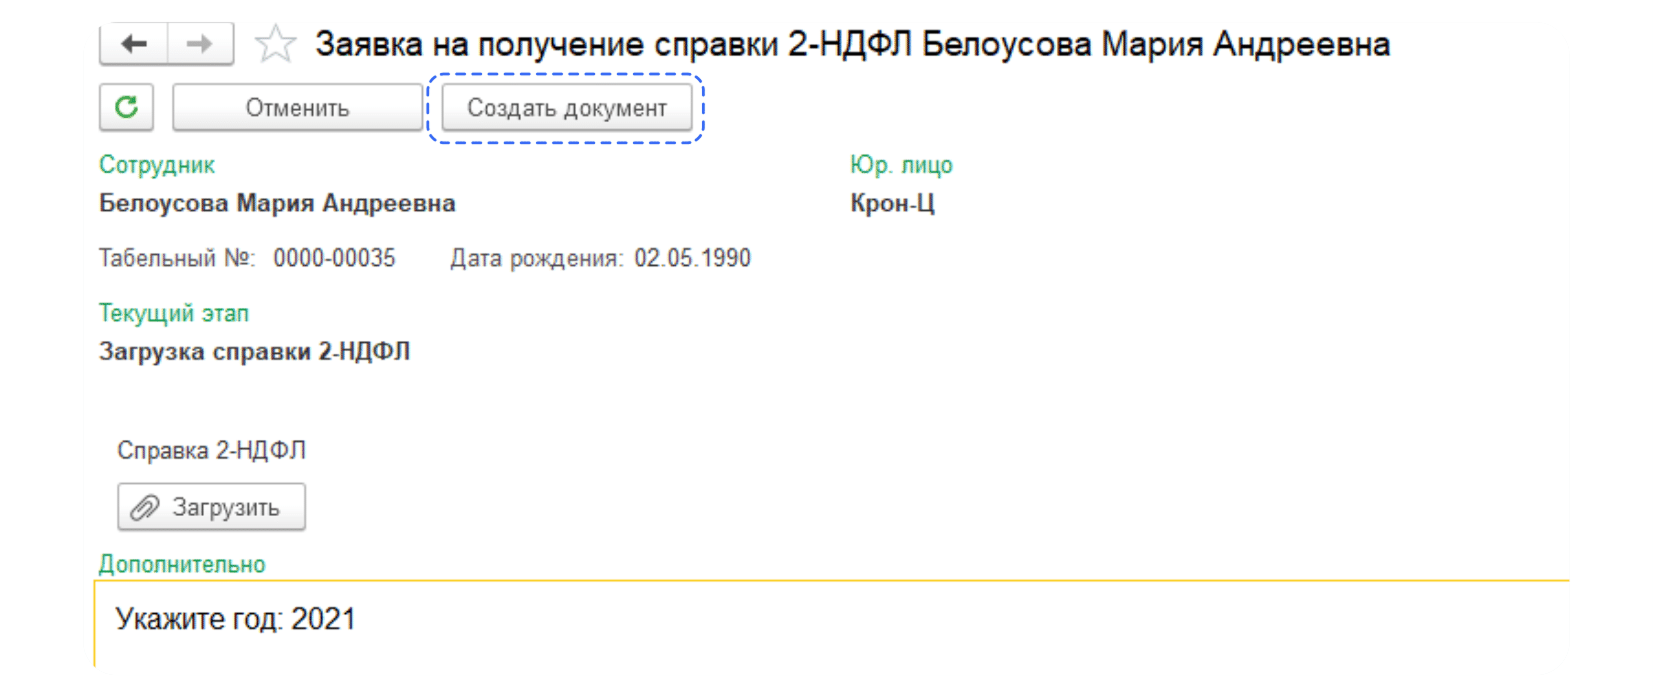 Заявка на получение справки 2-НДФЛ Белоусова Мария Андреевна
Отменить Создать документ
Сотрудник Юр. лицо
Белоусова Мария Андреевна Крон-Ц
Табельный №: 0000-00035 Дата рождения: 02.05.1990
Текущий этап
Загрузка справки 2-НДФЛ
Справка 2-НДФЛ
Загрузить
Дополнительно
Укажите год: 2021